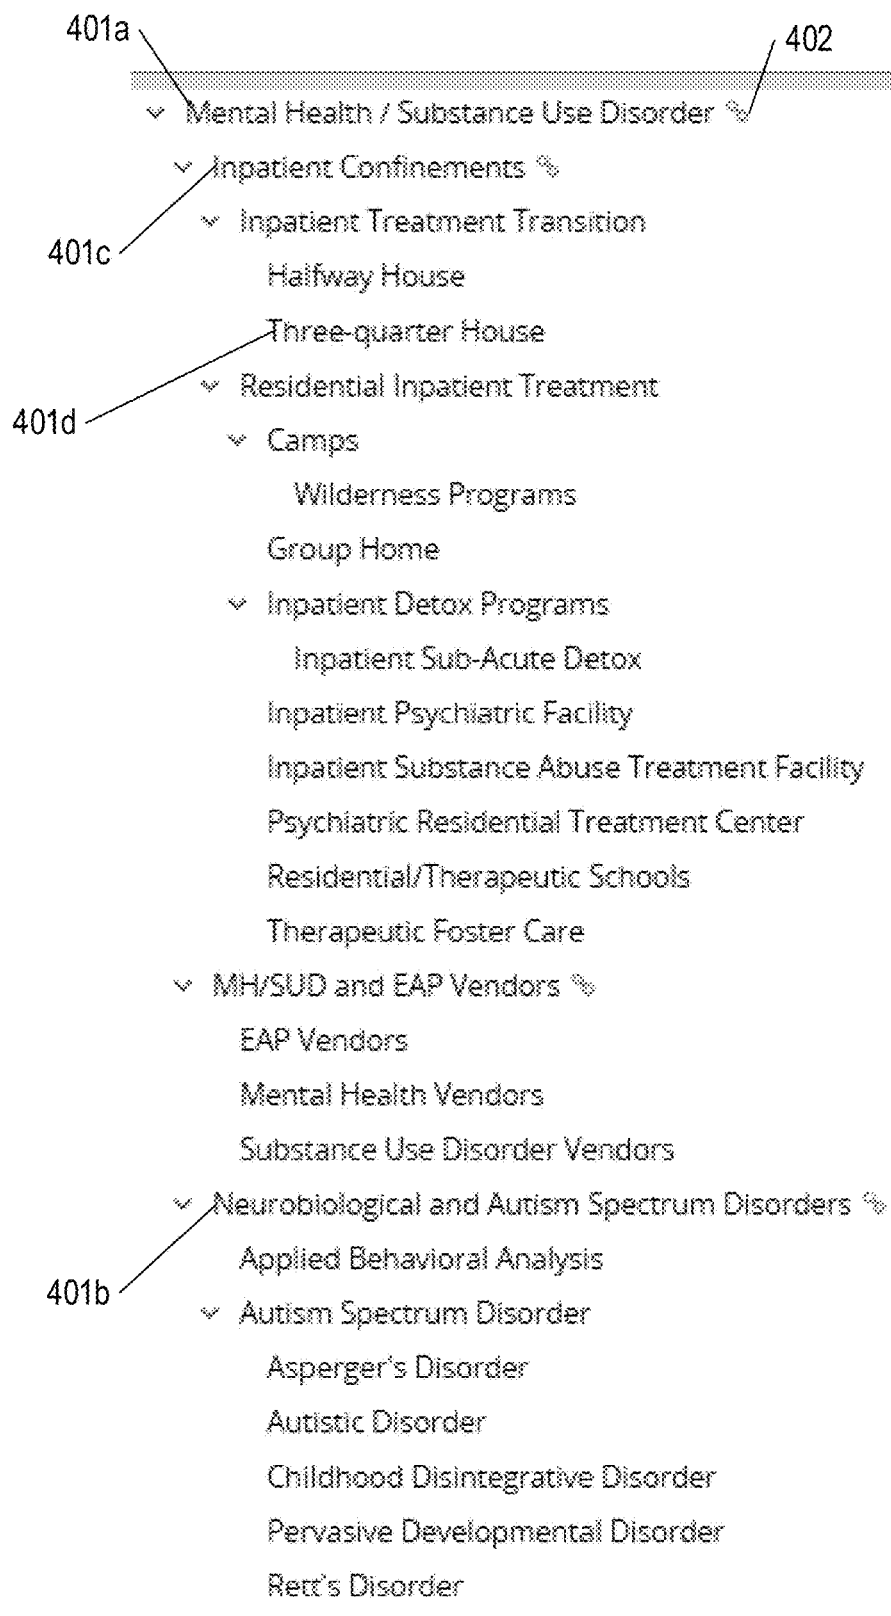 401a
402
Mental Health / Substance Use Disorder
Inpatient Confinements
401c
Inpatient Treatment Transition
Halfway House
Three-quarter House
401d
Residential Inpatient Treatment
Camps
Wilderness Programs
Group Home
Inpatient Detox Programs
Inpatient Sub-Acute Detox
Inpatient Psychiatric Facility
Inpatient Substance Abuse Treatment Facility
Psychiatric Residential Treatment Center
Residential/Therapeutic Schools
Therapeutic Foster Care
MH/SUD and EAP Vendors
EAP Vendors
Mental Health Vendors
Substance Use Disorder Vendors
Neurobiological and Autism Spectrum Disorders
401b
Applied Behavioral Analysis
Autism Spectrum Disorder
Asperger's Disorder
Autistic Disorder
Childhood Disintegrative Disorder
Pervasive Developmental Disorder
Rett's Disorder